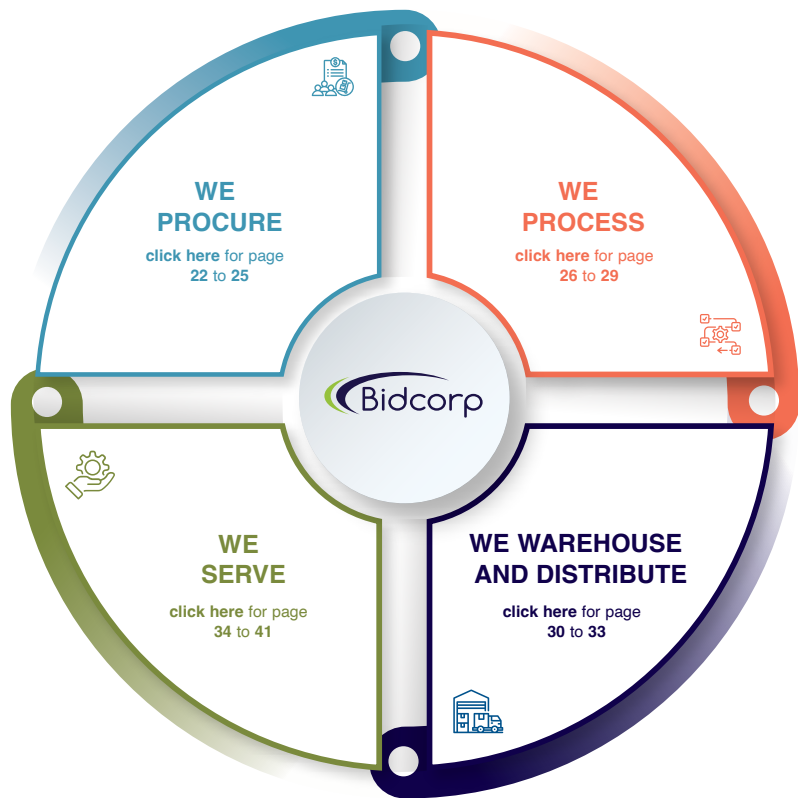 WE
PROCURE
click here for page
22 to 25
WE
PROCESS
click here for page
26 to 29
Bidcorp
WE
SERVE
click here for page
34 to 41
WE WAREHOUSE
AND DISTRIBUTE
click here for page
30 to 33